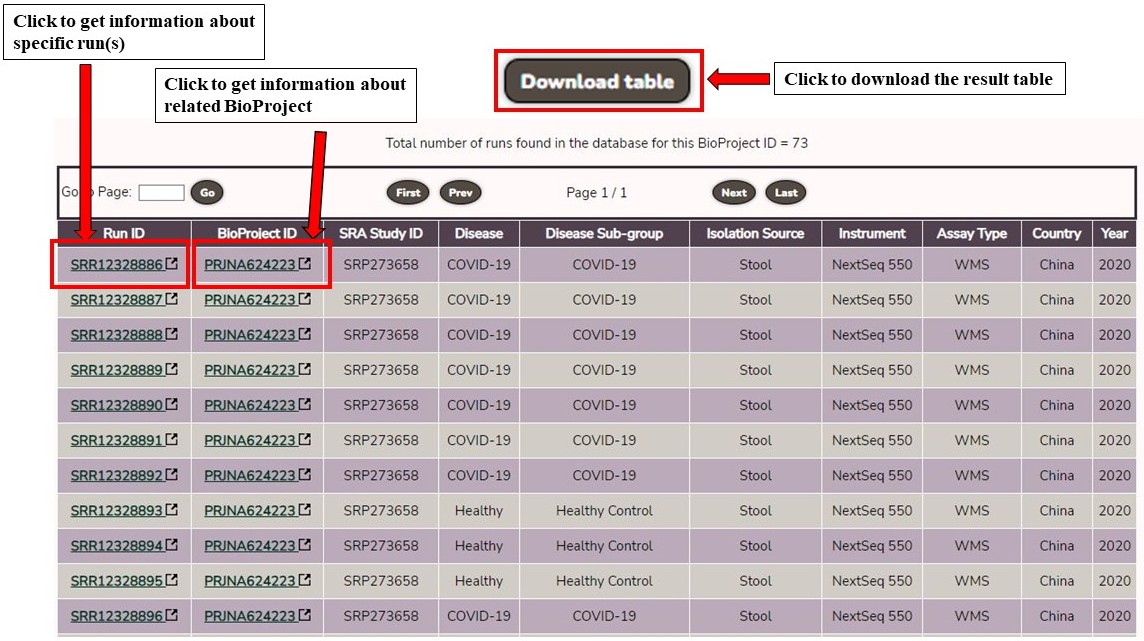 Click to get information about
specific run(s)
Click to get information about
related BioProject
Download table
Click to download the result table
Total number of runs found in the database for this BioProject ID = 73
Go Page: Go First Prev Page 1 / 1 Next Last
Run ID BioProject ID SRA Study ID Disease Disease Sub-group Isolation Source Instrument Assay Type Country Year
SRR12328886 PRJNA624223 SRP273658 COVID-19 COVID-19 Stool NextSeq 550 WMS China 2020
SRR12328887 PRJNA624223 SRP273658 COVID-19 COVID-19 Stool NextSeq 550 WMS China 2020
SRR12328888 PRJNA624223 SRP273658 COVID-19 COVID-19 Stool NextSeq 550 WMS China 2020
SRR12328889 PRJNA624223 SRP273658 COVID-19 COVID-19 Stool NextSeq 550 WMS China 2020
SRR12328890 PRJNA624223 SRP273658 COVID-19 COVID-19 Stool NextSeq 550 WMS China 2020
SRR12328891 PRJNA624223 SRP273658 COVID-19 COVID-19 Stool NextSeq 550 WMS China 2020
SRR12328892 PRJNA624223 SRP273658 COVID-19 COVID-19 Stool NextSeq 550 WMS China 2020
SRR12328893 PRJNA624223 SRP273658 Healthy Healthy Control Stool NextSeq 550 WMS China 2020
SRR12328894 PRJNA624223 SRP273658 Healthy Healthy Control Stool NextSeq 550 WMS China 2020
SRR12328895 PRJNA624223 SRP273658 Healthy Healthy Control Stool NextSeq 550 WMS China 2020
SRR12328896 PRJNA624223 SRP273658 COVID-19 COVID-19 Stool NextSeq 550 WMS China 2020